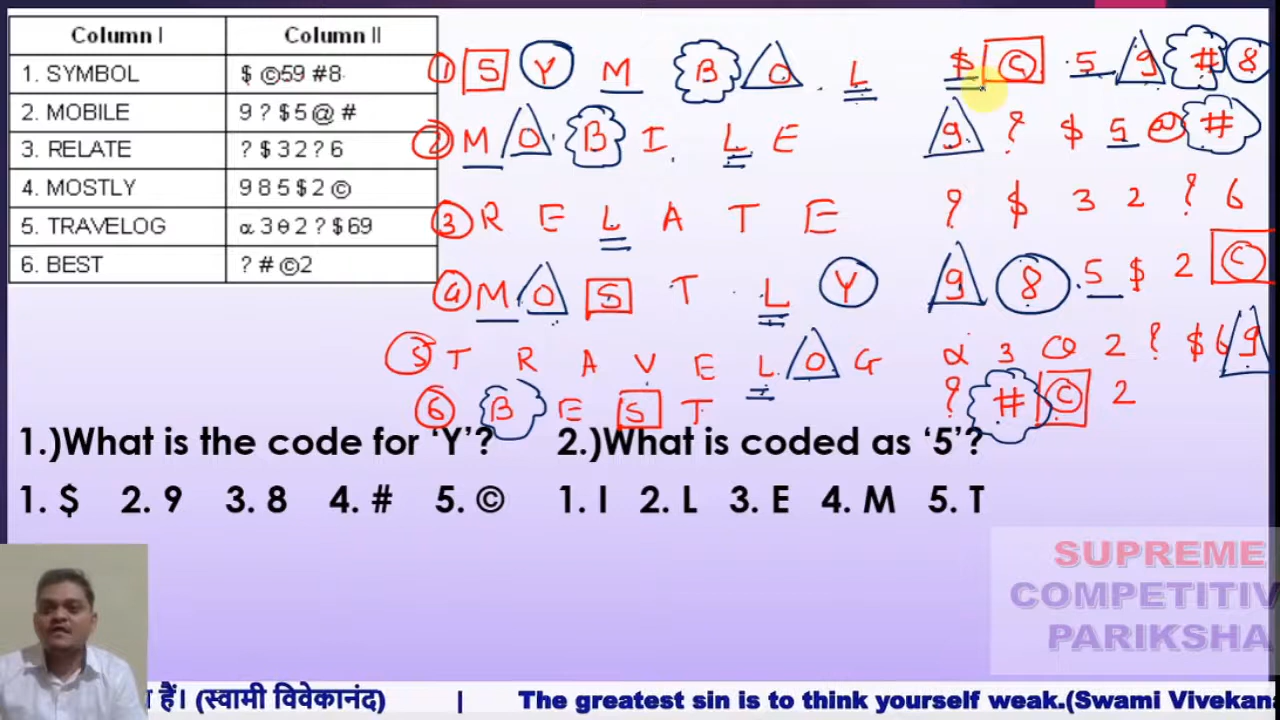 Column I Column II
1. SYMBOL $ ©59 #8
2. MOBILE 9 ? $ 5 @ #
3. RELATE ? $ 3 2 ? 6
4. MOSTLY 9 8 5 $ 2 ©
5. TRAVELOG α 3 θ 2 ? $ 69
6. BEST ? # ©2
① S Y M B O L $ © 5 9 # 8
② M O B I L E 9 ? $ 5 @ #
③ R E L A T E ? $ 3 2 ? 6
④ M O S T L Y 9 8 5 $ 2 ©
⑤ T R A V E L O G α 3 θ 2 ? $ 6 9
⑥ B E S T ? # © 2
1.)What is the code for ‘Y’? 2.)What is coded as ‘5’?
1. $ 2. 9 3. 8 4. # 5. © 1. I 2. L 3. E 4. M 5. T
SUPREME
COMPETITIV
PARIKSHA
हैं। (स्वामी विवेकानंद) | The greatest sin is to think yourself weak.(Swami Vivekan